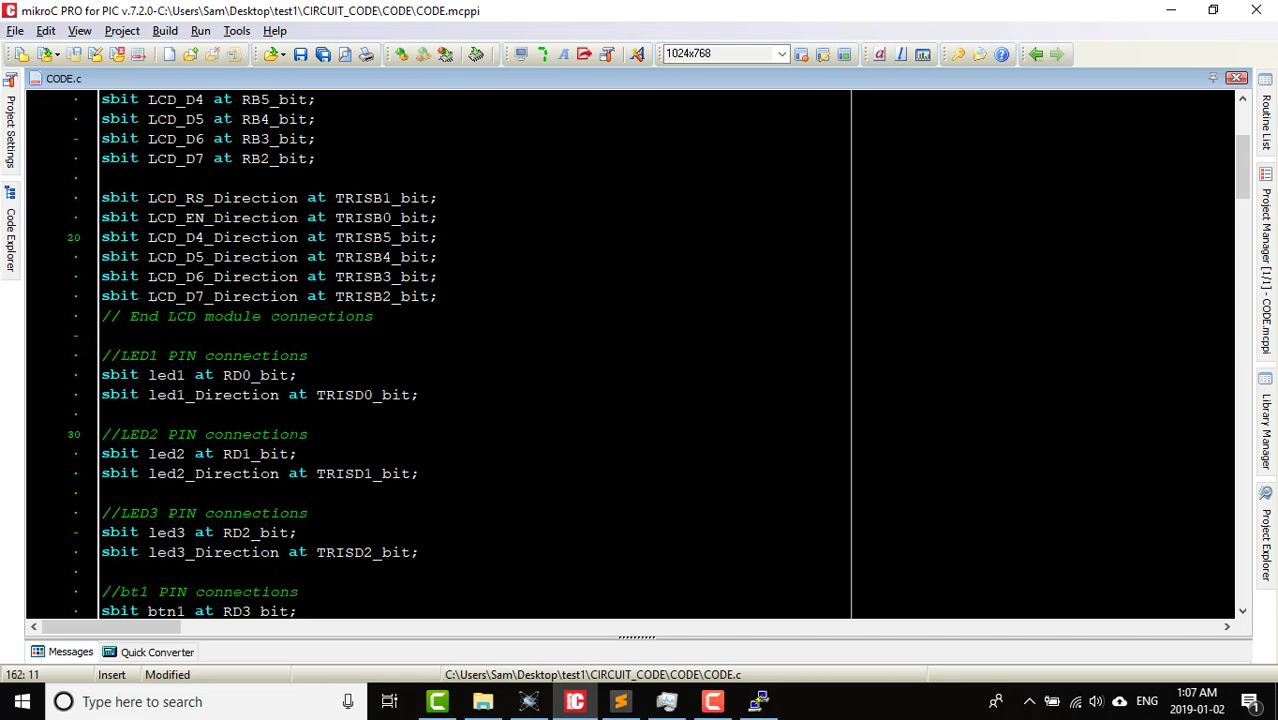 mikroC PRO for PIC v.7.2.0-C:\Users\Sam\Desktop\test1\CIRCUIT_CODE\CODE\CODE.mcppi
File Edit View Project Build Run Tools Help
1024x768
CODE.c
Project Settings
Code Explorer
sbit LCD_D4 at RB5_bit;
sbit LCD_D5 at RB4_bit;
sbit LCD_D6 at RB3_bit;
sbit LCD_D7 at RB2_bit;
sbit LCD_RS_Direction at TRISB1_bit;
sbit LCD_EN_Direction at TRISB0_bit;
20 sbit LCD_D4_Direction at TRISB5_bit;
sbit LCD_D5_Direction at TRISB4_bit;
sbit LCD_D6_Direction at TRISB3_bit;
sbit LCD_D7_Direction at TRISB2_bit;
// End LCD module connections
//LED1 PIN connections
sbit led1 at RD0_bit;
sbit led1_Direction at TRISD0_bit;
30 //LED2 PIN connections
sbit led2 at RD1_bit;
sbit led2_Direction at TRISD1_bit;
//LED3 PIN connections
sbit led3 at RD2_bit;
sbit led3_Direction at TRISD2_bit;
//bt1 PIN connections
sbit btn1 at RD3_bit;
Routine List
Project Manager [1/1] - CODE.mcppi
Library Manager
Project Explorer
Messages Quick Converter
162: 11 Insert Modified C:\Users\Sam\Desktop\test1\CIRCUIT_CODE\CODE\CODE.c
Type here to search
ENG
1:07 AM
2019-01-02
1